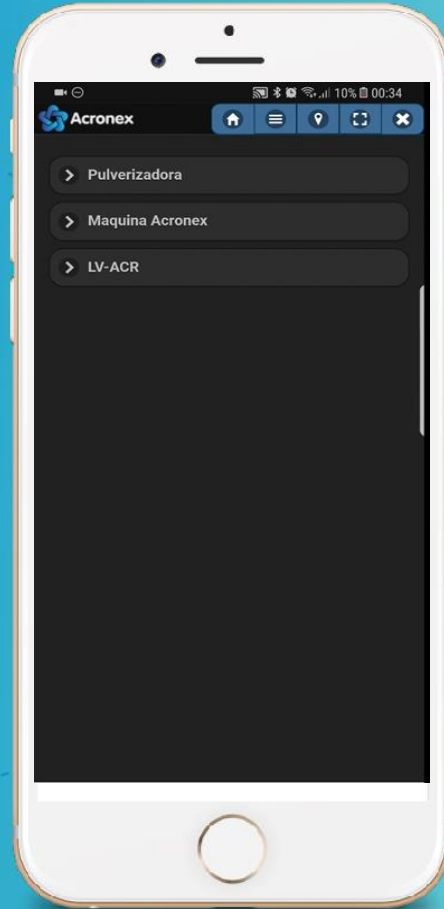 10% 00:34
Acronex
Pulverizadora
Maquina Acronex
LV-ACR